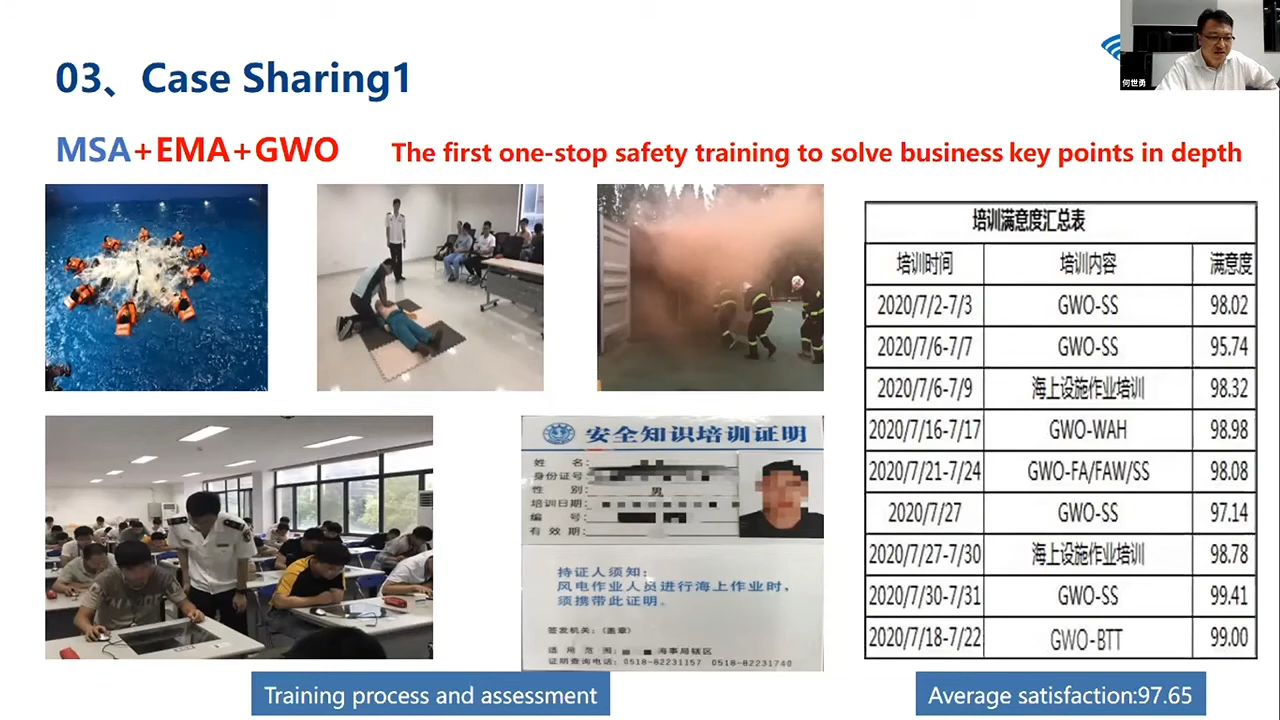 何世勇
03、Case Sharing1
MSA+EMA+GWO
The first one-stop safety training to solve business key points in depth
安全知识培训证明
姓 名:
身份证号:
性 别: 男
培训日期:
编 号:
有 效 期:
持证人须知:
风电作业人员进行海上作业时,
须携带此证明。
签发机关:(盖章)
适 用 范 围: 海事局辖区
证明查询电话: 0518-82231157 0518-82231740
培训满意度汇总表
培训时间 培训内容 满意度
2020/7/2-7/3 GWO-SS 98.02
2020/7/6-7/7 GWO-SS 95.74
2020/7/6-7/9 海上设施作业培训 98.32
2020/7/16-7/17 GWO-WAH 98.98
2020/7/21-7/24 GWO-FA/FAW/SS 98.08
2020/7/27 GWO-SS 97.14
2020/7/27-7/30 海上设施作业培训 98.78
2020/7/30-7/31 GWO-SS 99.41
2020/7/18-7/22 GWO-BTT 99.00
Training process and assessment
Average satisfaction:97.65